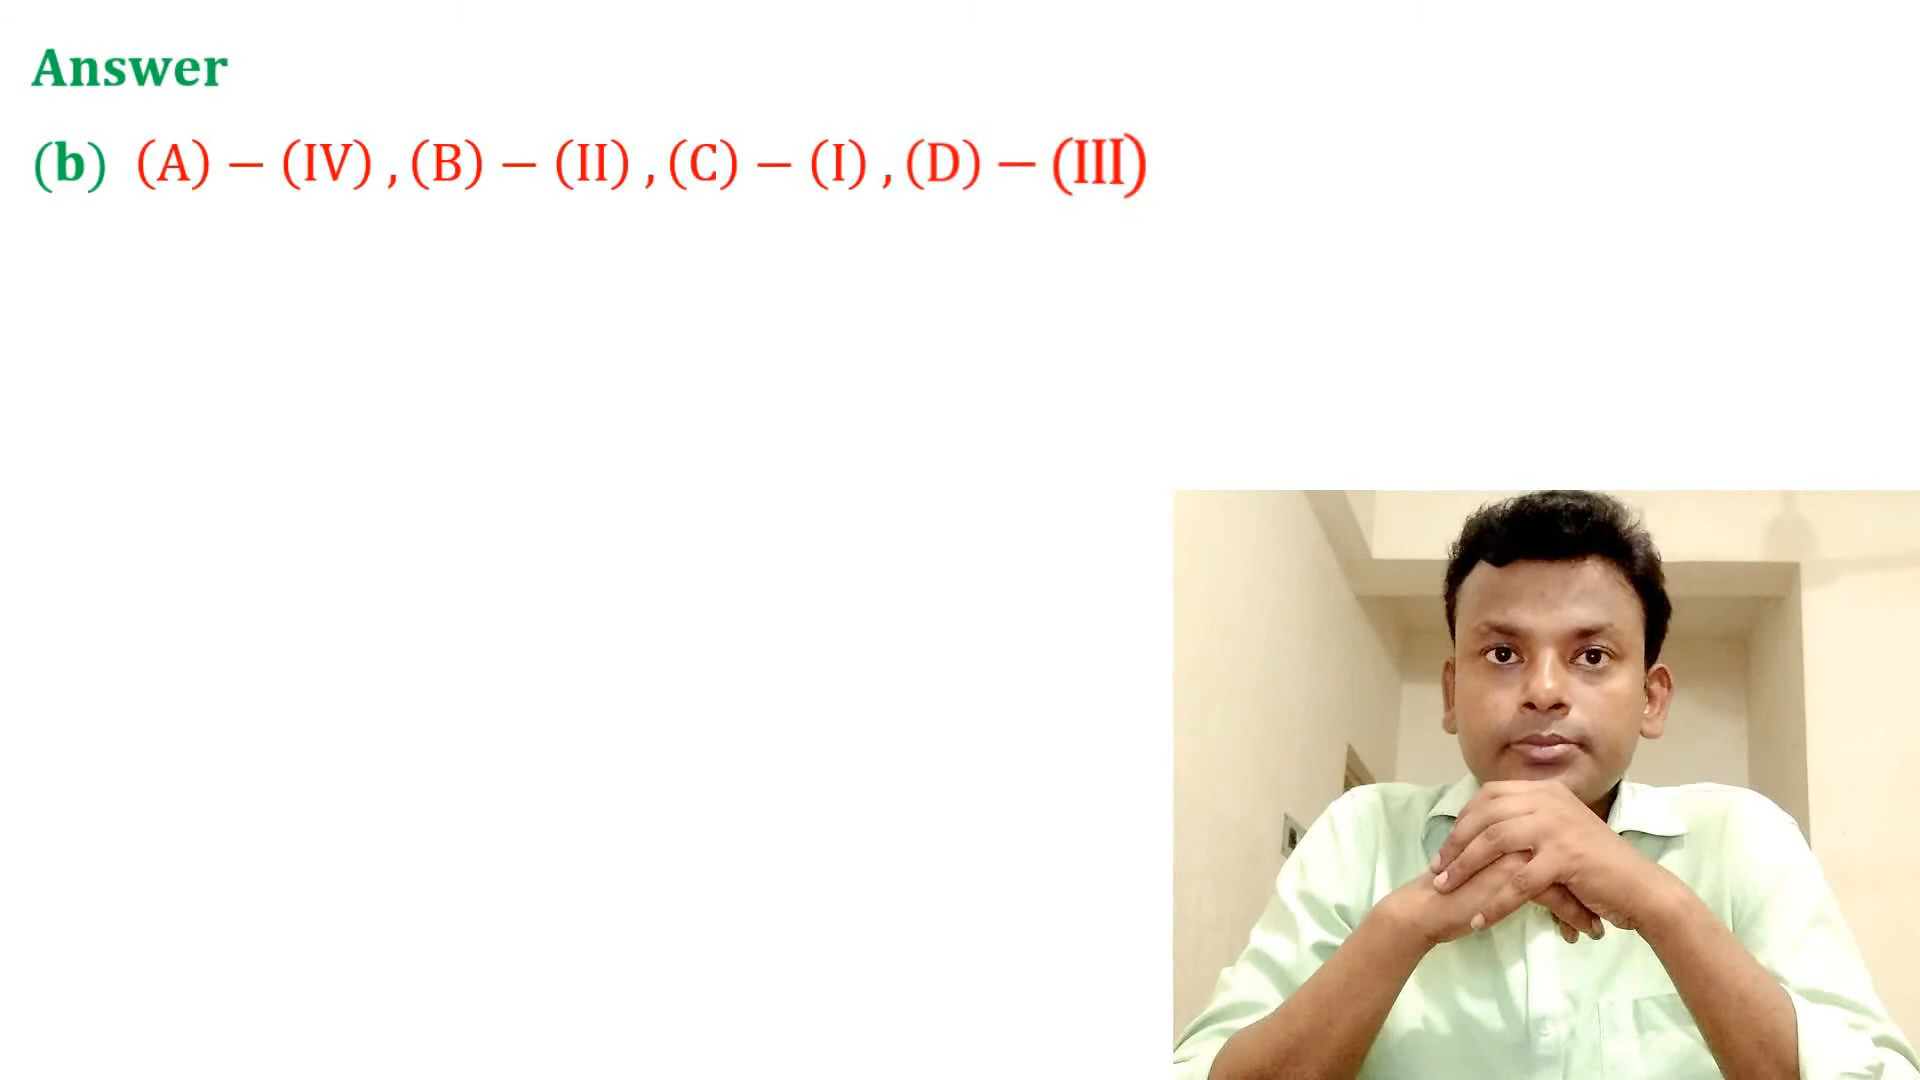 Answer
(b) (A) − (IV) , (B) − (II) , (C) − (I) , (D) − (III)